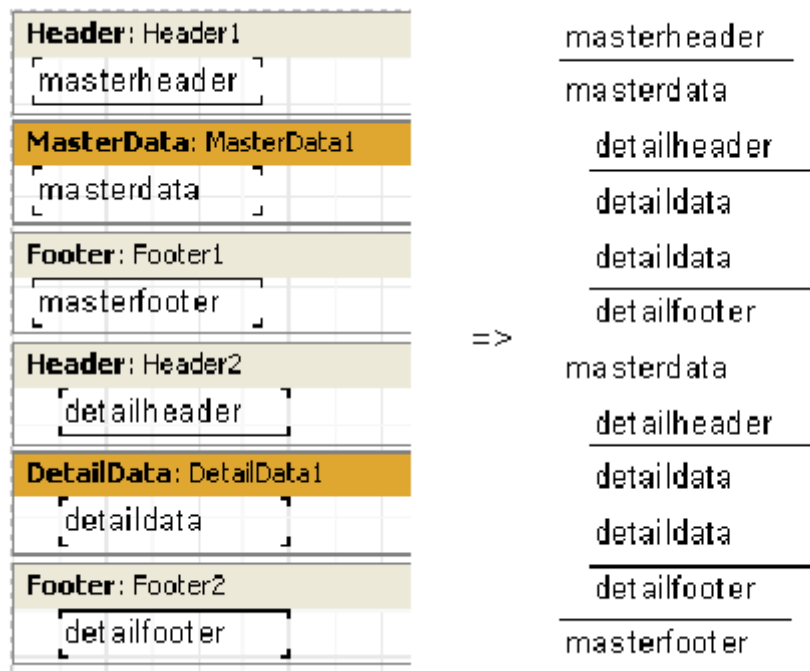 Header: Header1
masterheader
MasterData: MasterData1
masterdata
Footer: Footer1
masterfooter
Header: Header2
detailheader
DetailData: DetailData1
detaildata
Footer: Footer2
detailfooter
=>
masterheader
masterdata
detailheader
detaildata
detaildata
detailfooter
masterdata
detailheader
detaildata
detaildata
detailfooter
masterfooter